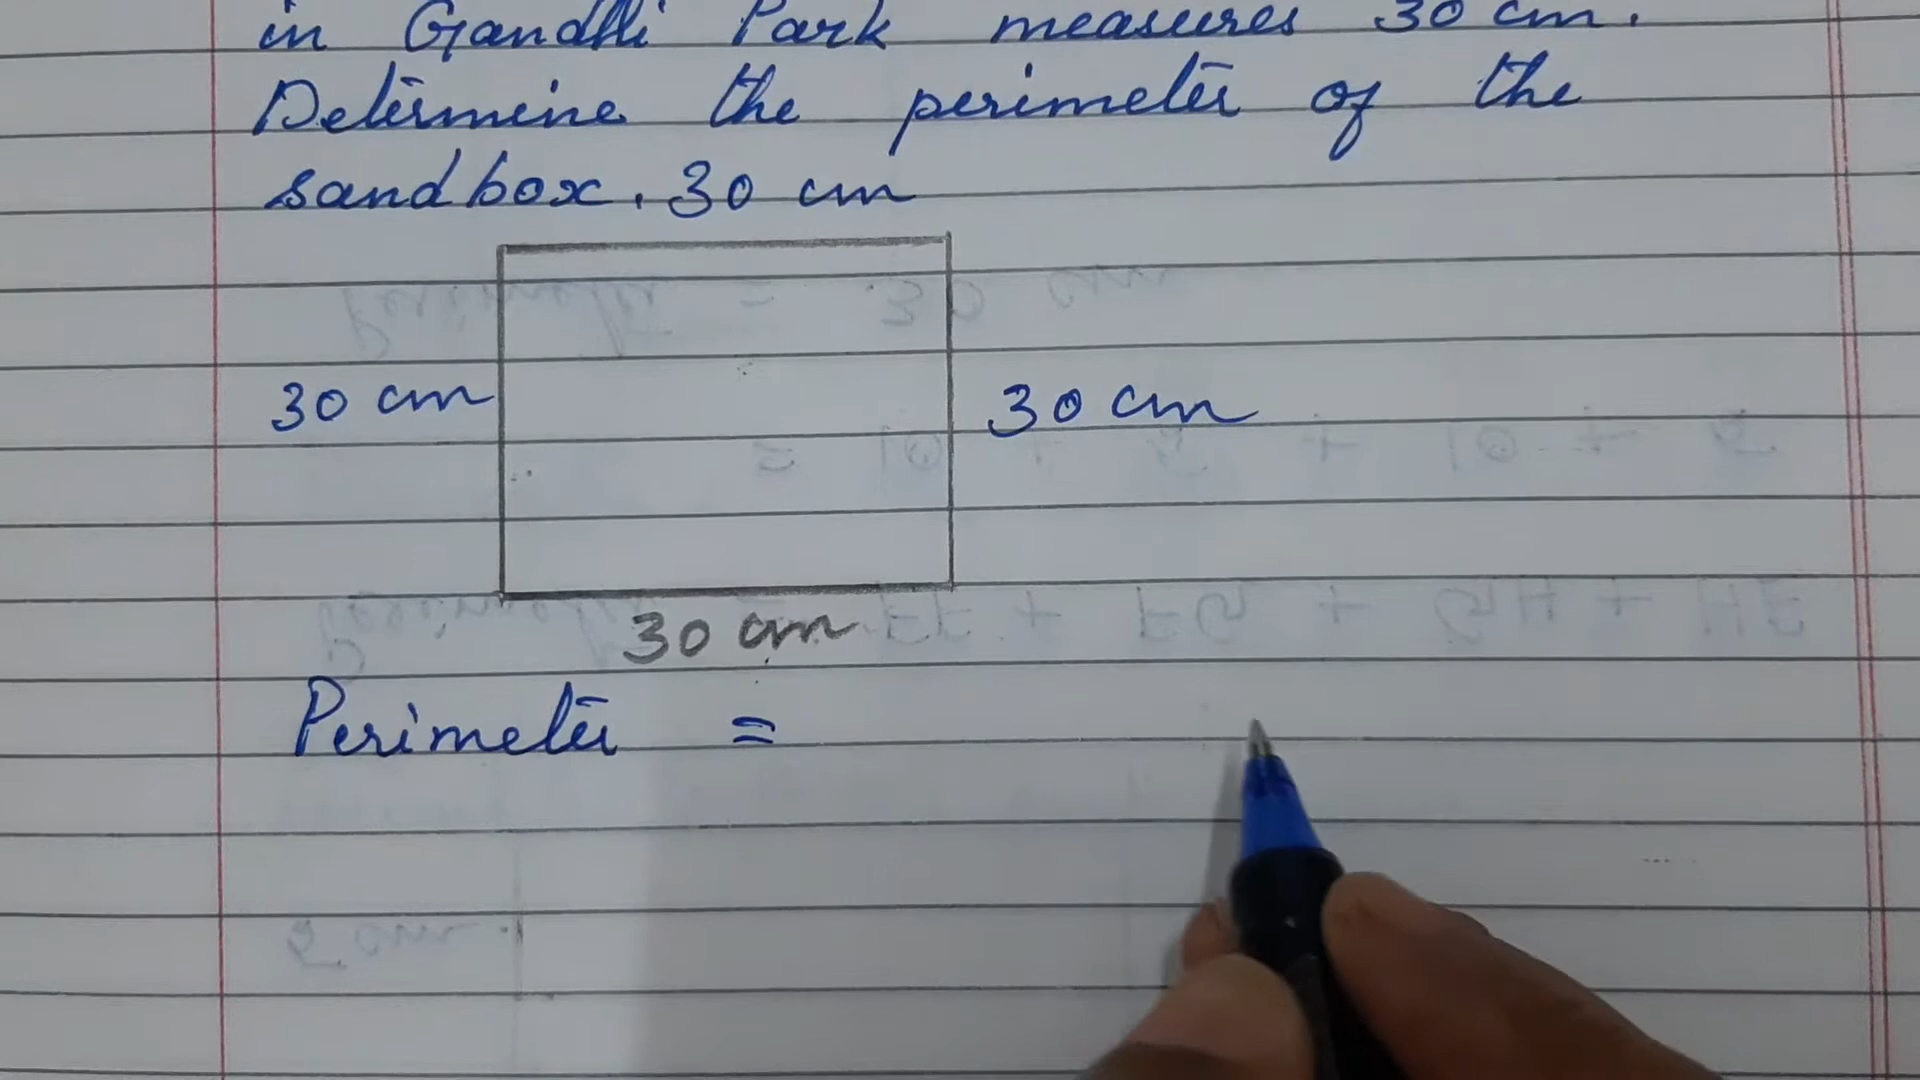 in Gandhi Park measures 30 cm.
Determine the perimeter of the
sandbox. 30 cm
30 cm
30 cm
30 cm
Perimeter =